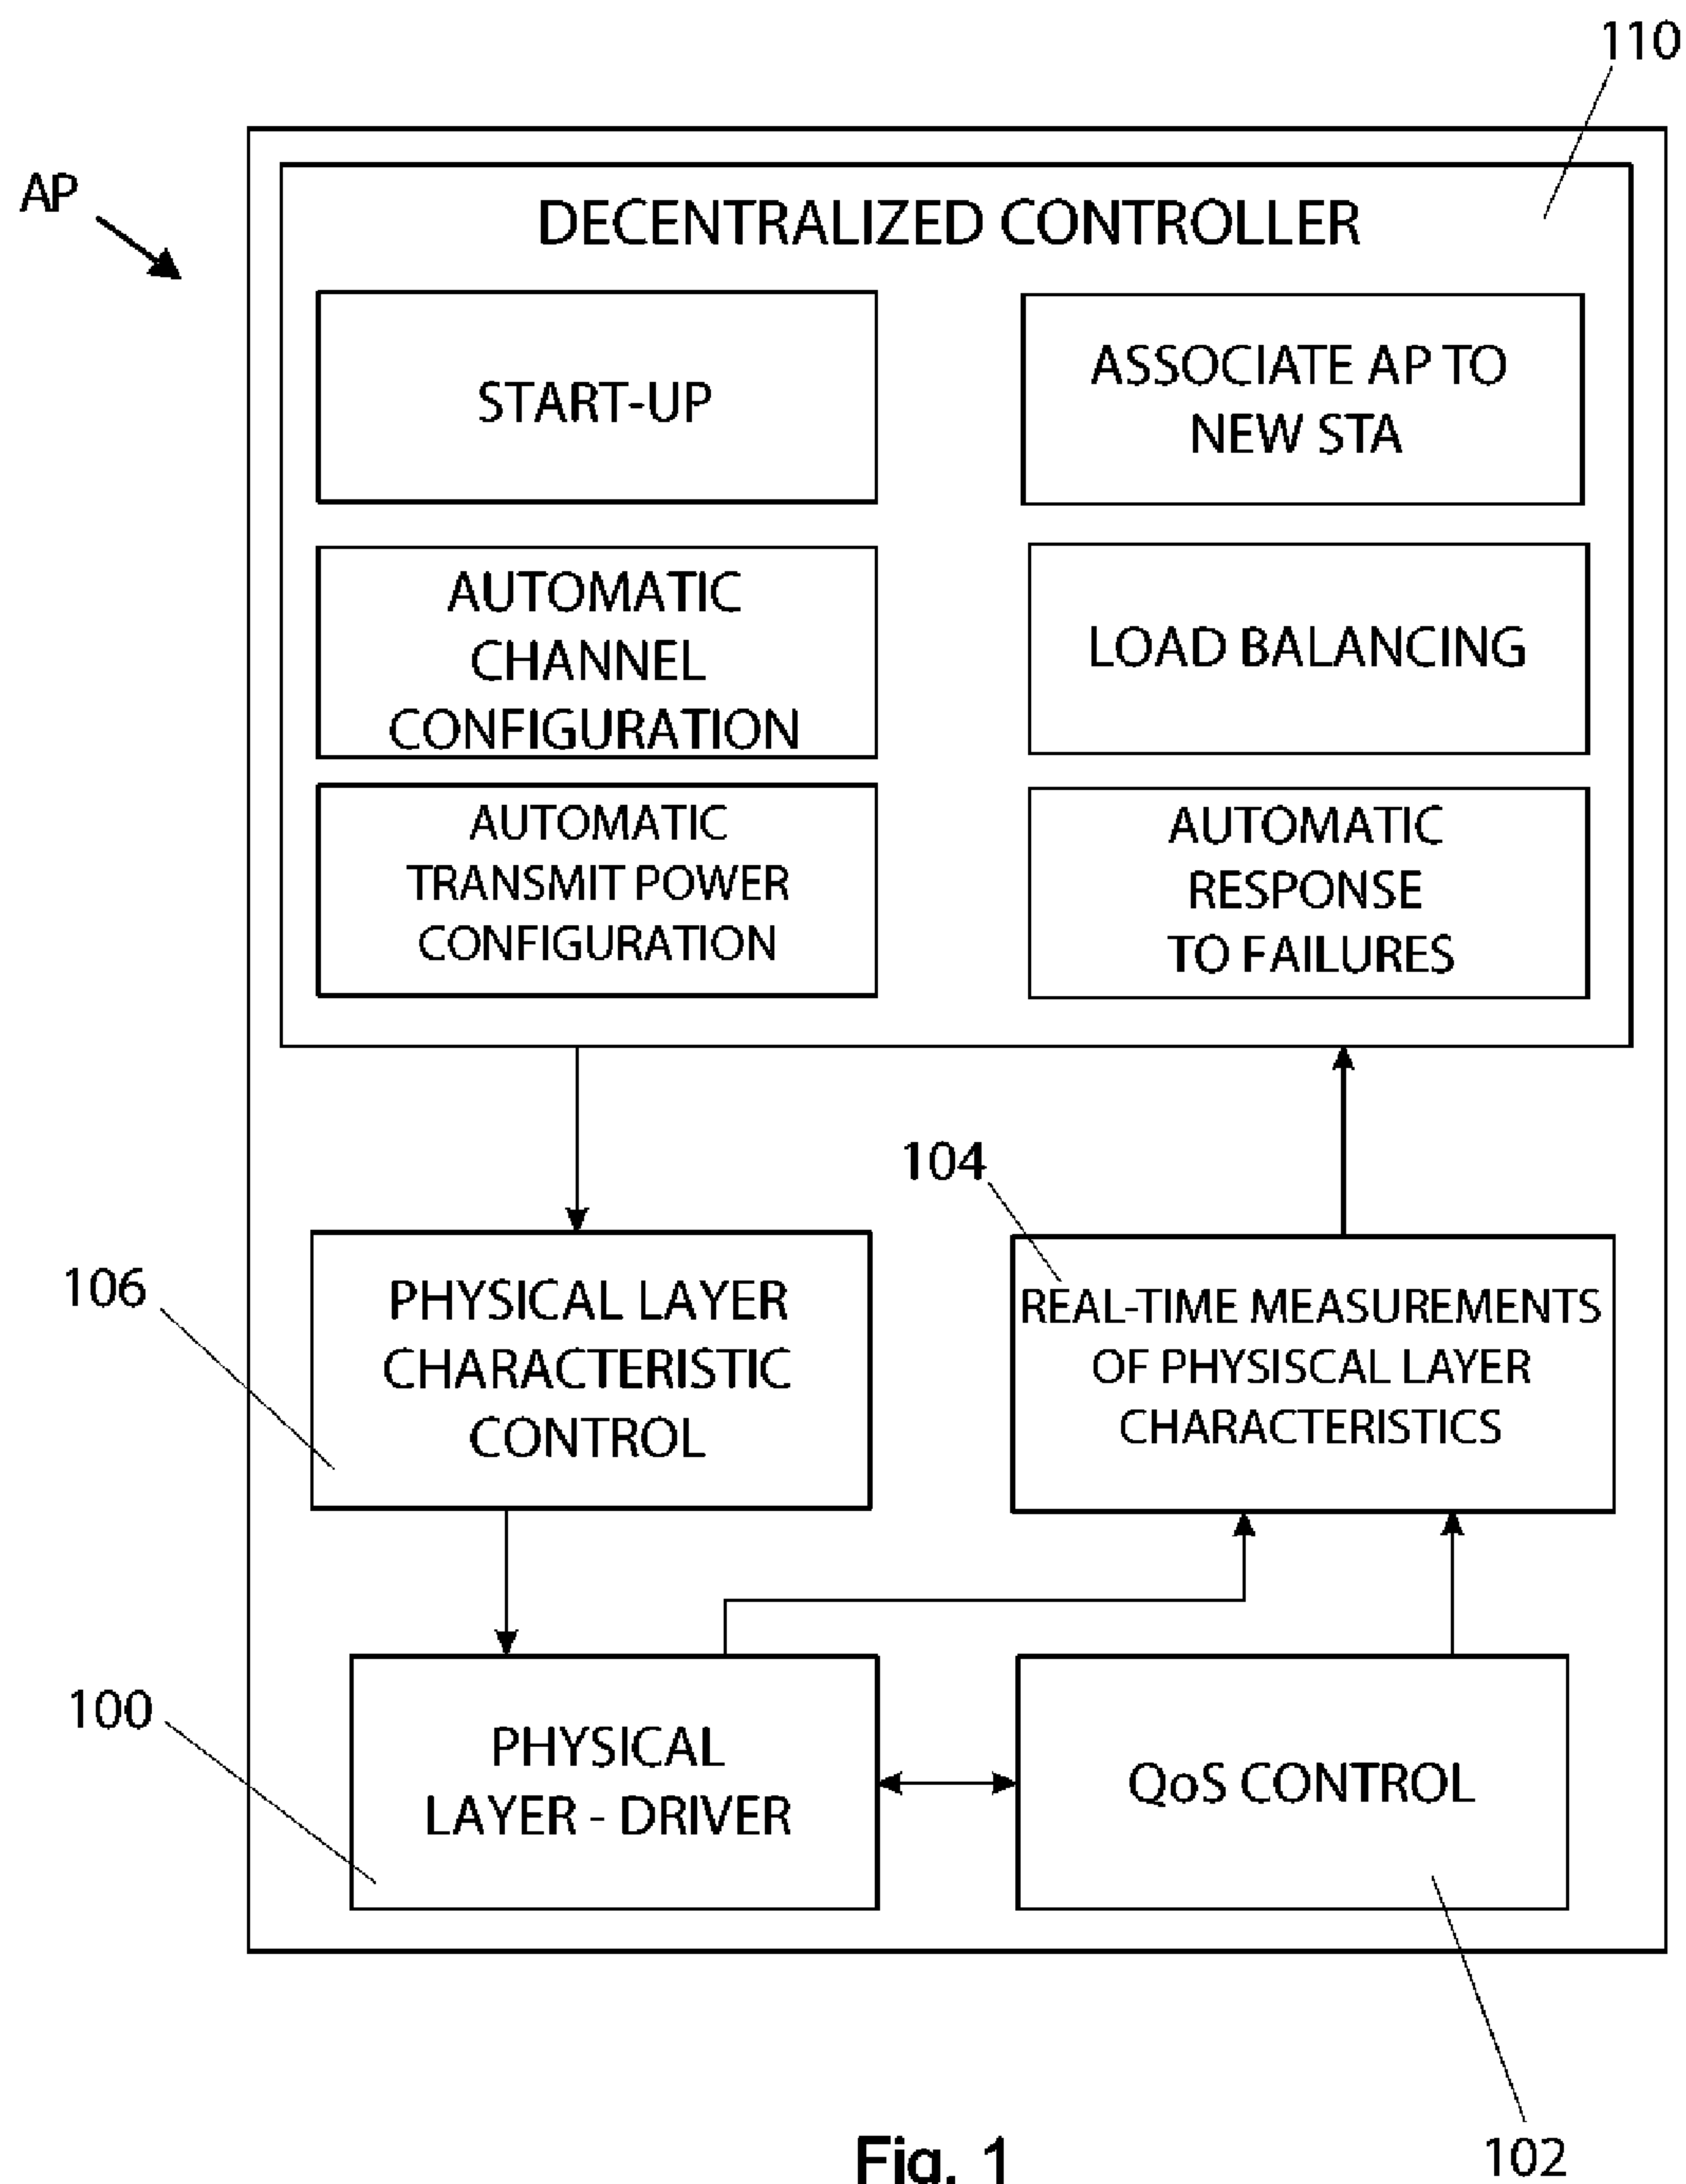 110
AP
DECENTRALIZED CONTROLLER
START-UP
ASSOCIATE AP TO
NEW STA
AUTOMATIC
CHANNEL
CONFIGURATION
LOAD BALANCING
AUTOMATIC
TRANSMIT POWER
CONFIGURATION
AUTOMATIC
RESPONSE
TO FAILURES
104
106
PHYSICAL LAYER
CHARACTERISTIC
CONTROL
REAL-TIME MEASUREMENTS
OF PHYSISCAL LAYER
CHARACTERISTICS
100
PHYSICAL
LAYER - DRIVER
QoS CONTROL
102
Fig. 1